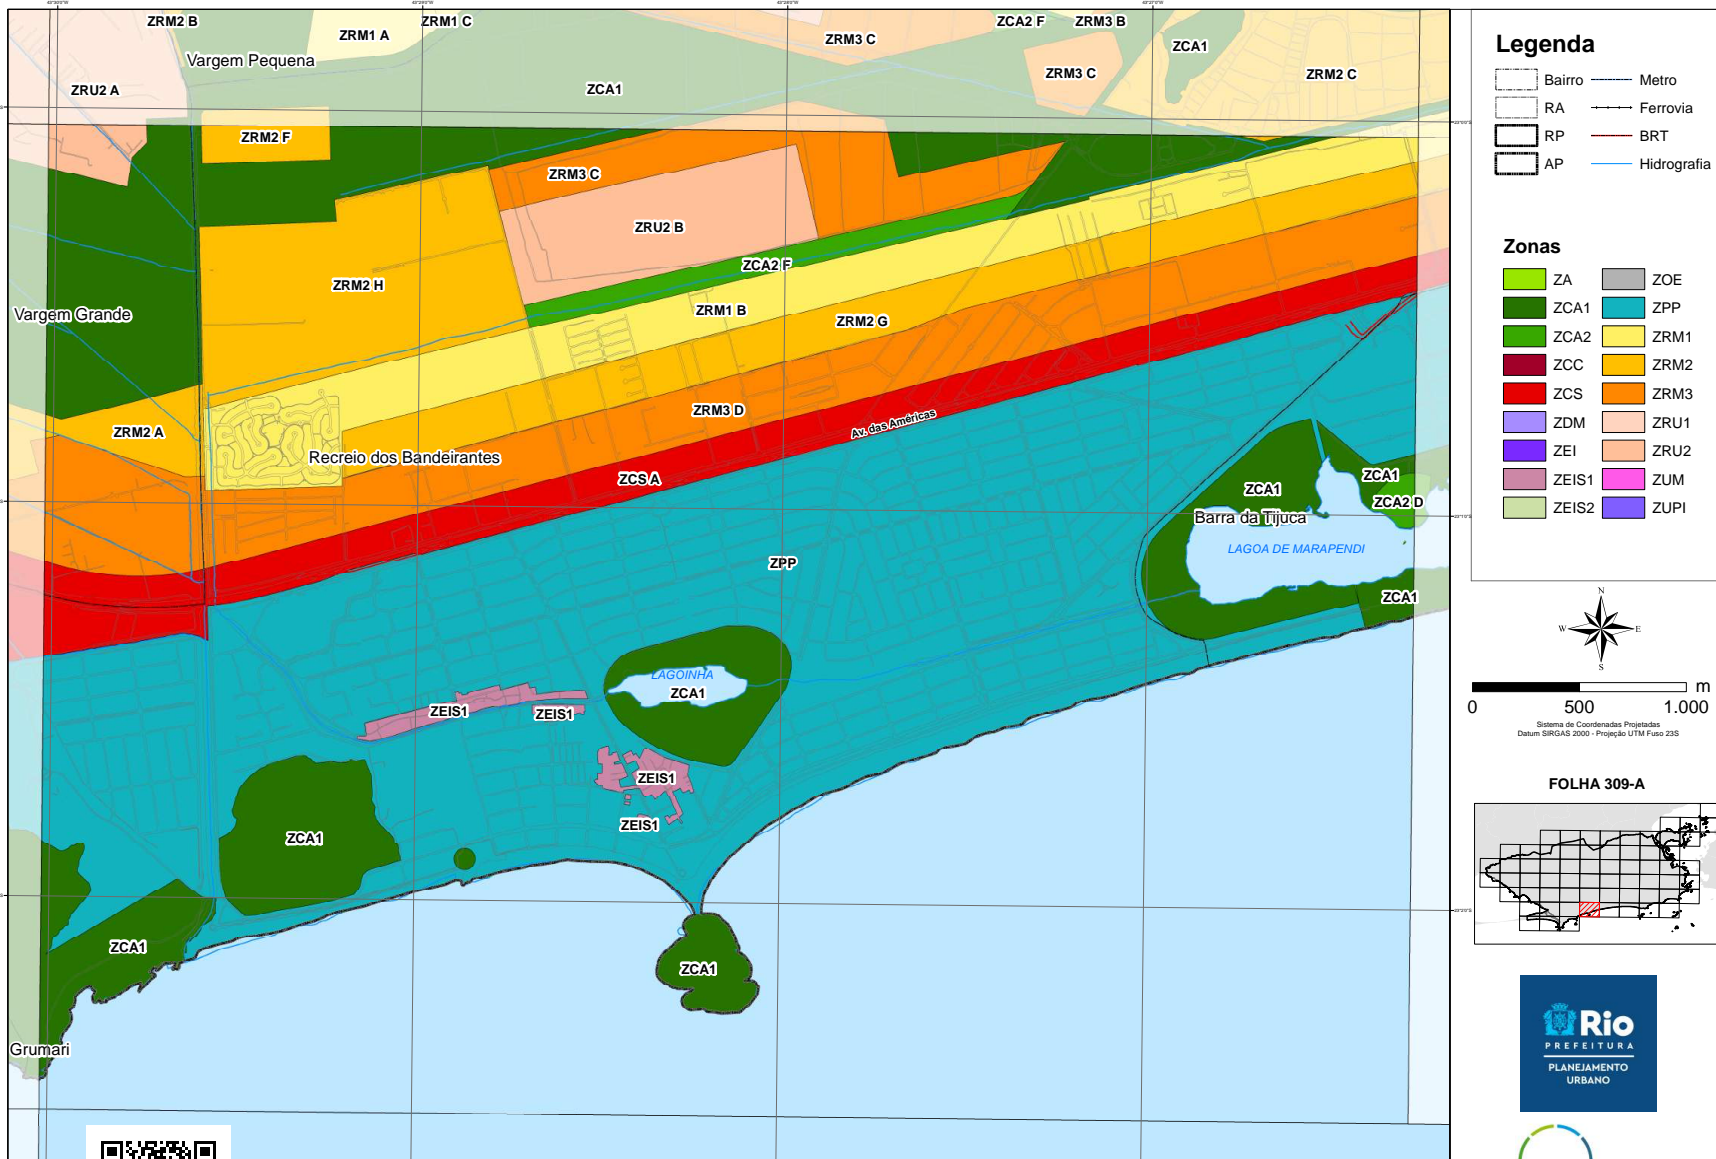 ZRM2 B
ZRM1 A
ZRM1 C
ZRM3 C
ZCA2 F
ZRM3 B
ZCA1
Vargem Pequena
ZRU2 A
ZCA1
ZRM3 C
ZRM2 C
ZRM2 F
ZRM3 C
ZRU2 B
ZCA2 F
ZRM2 H
Vargem Grande
ZRM1 B
ZRM2 G
ZRM3 D
Av. das Américas
ZRM2 A
Recreio dos Bandeirantes
ZCS A
ZCA1
ZCA1
ZCA2 D
Barra da Tijuca
LAGOA DE MARAPENDI
ZPP
ZCA1
LAGOINHA
ZCA1
ZEIS1
ZEIS1
ZEIS1
ZEIS1
ZCA1
ZCA1
ZCA1
Grumari
Legenda
Bairro
Metro
RA
Ferrovia
RP
BRT
AP
Hidrografia
Zonas
ZA
ZOE
ZCA1
ZPP
ZCA2
ZRM1
ZCC
ZRM2
ZCS
ZRM3
ZDM
ZRU1
ZEI
ZRU2
ZEIS1
ZUM
ZEIS2
ZUPI
N
W
E
S
m
0
500
1.000
Sistema de Coordenadas Projetadas
Datum SIRGAS 2000 - Projeção UTM Fuso 23S
FOLHA 309-A
Rio
PREFEITURA
PLANEJAMENTO
URBANO